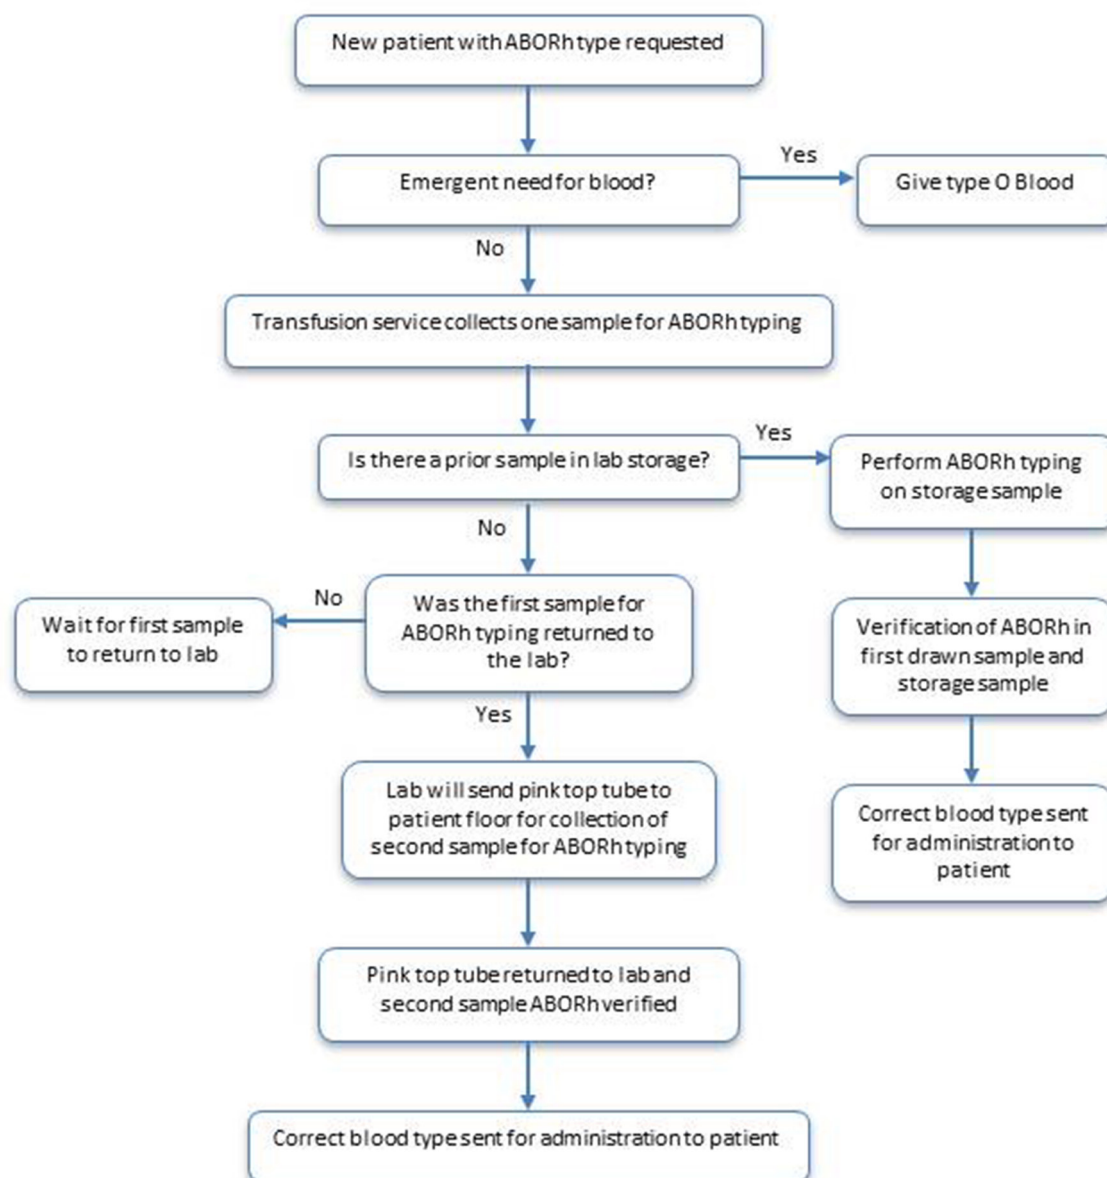 New patient with ABORh type requested
Emergent need for blood?
Yes
Give type O Blood
No
Transfusion service collects one sample for ABORh typing
Is there a prior sample in lab storage?
Yes
Perform ABORh typing
on storage sample
No
Was the first sample for
ABORh typing returned to
the lab?
No
Wait for first sample
to return to lab
Verification of ABORh in
first drawn sample and
storage sample
Yes
Lab will send pink top tube to
patient floor for collection of
second sample for ABORh typing
Correct blood type sent
for administration to
patient
Pink top tube returned to lab and
second sample ABORh verified
Correct blood type sent for administration to patient